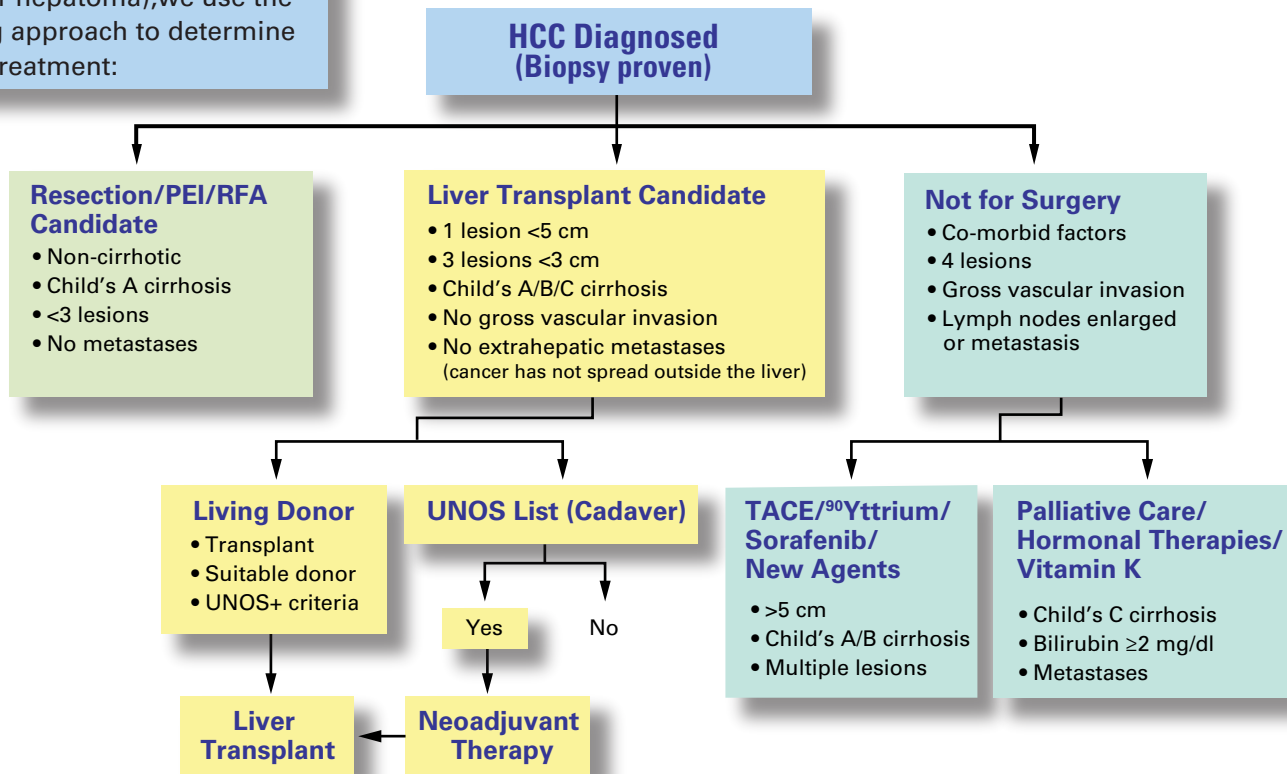 hepatoma),we use the
approach to determine
treatment:
HCC Diagnosed
(Biopsy proven)
Resection/PEI/RFA
Candidate
• Non-cirrhotic
• Child's A cirrhosis
• <3 lesions
• No metastases
Liver Transplant Candidate
• 1 lesion <5 cm
• 3 lesions <3 cm
• Child's A/B/C cirrhosis
• No gross vascular invasion
• No extrahepatic metastases
(cancer has not spread outside the liver)
Not for Surgery
• Co-morbid factors
• 4 lesions
• Gross vascular invasion
• Lymph nodes enlarged
or metastasis
Living Donor
• Transplant
• Suitable donor
• UNOS+ criteria
UNOS List (Cadaver)
Yes
No
Liver
Transplant
Neoadjuvant
Therapy
TACE/⁹⁰Yttrium/
Sorafenib/
New Agents
• >5 cm
• Child's A/B cirrhosis
• Multiple lesions
Palliative Care/
Hormonal Therapies/
Vitamin K
• Child's C cirrhosis
• Bilirubin ≥2 mg/dl
• Metastases